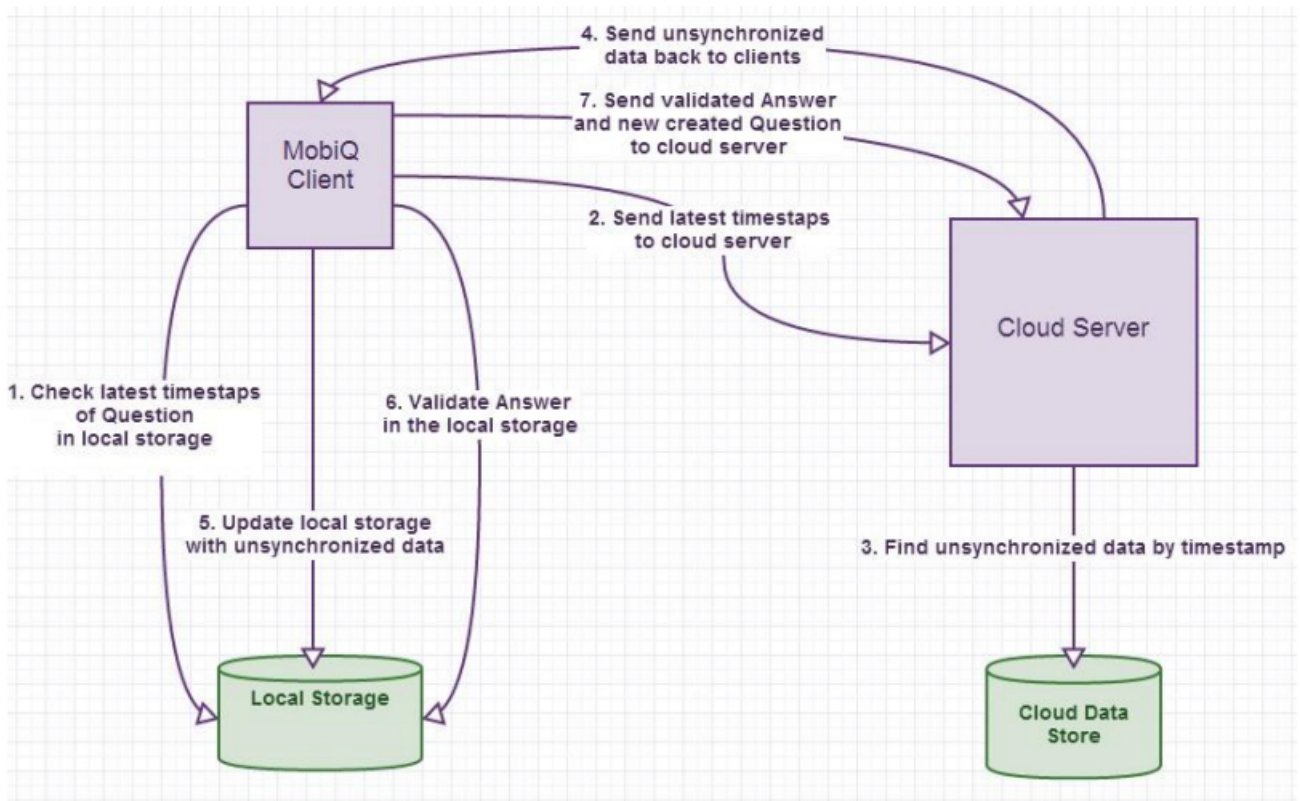 4. Send unsynchronized
data back to clients
7. Send validated Answer
and new created Question
to cloud server
MobiQ
Client
2. Send latest timestaps
to cloud server
Cloud Server
1. Check latest timestaps
of Question
in local storage
6. Validate Answer
in the local storage
5. Update local storage
with unsynchronized data
3. Find unsynchronized data by timestamp
Local Storage
Cloud Data
Store